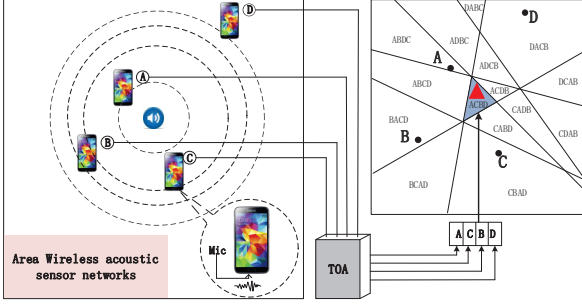 D
A
B
C
Mic
Area Wireless acoustic
sensor networks
TOA
A C B D
DABC
D
ABDC
ADBC
DACB
A
ADCB
ABCD
ACDB
DCAB
ACBD
CADB
BACD
CABD
CDAB
B
C
BCAD
CBAD